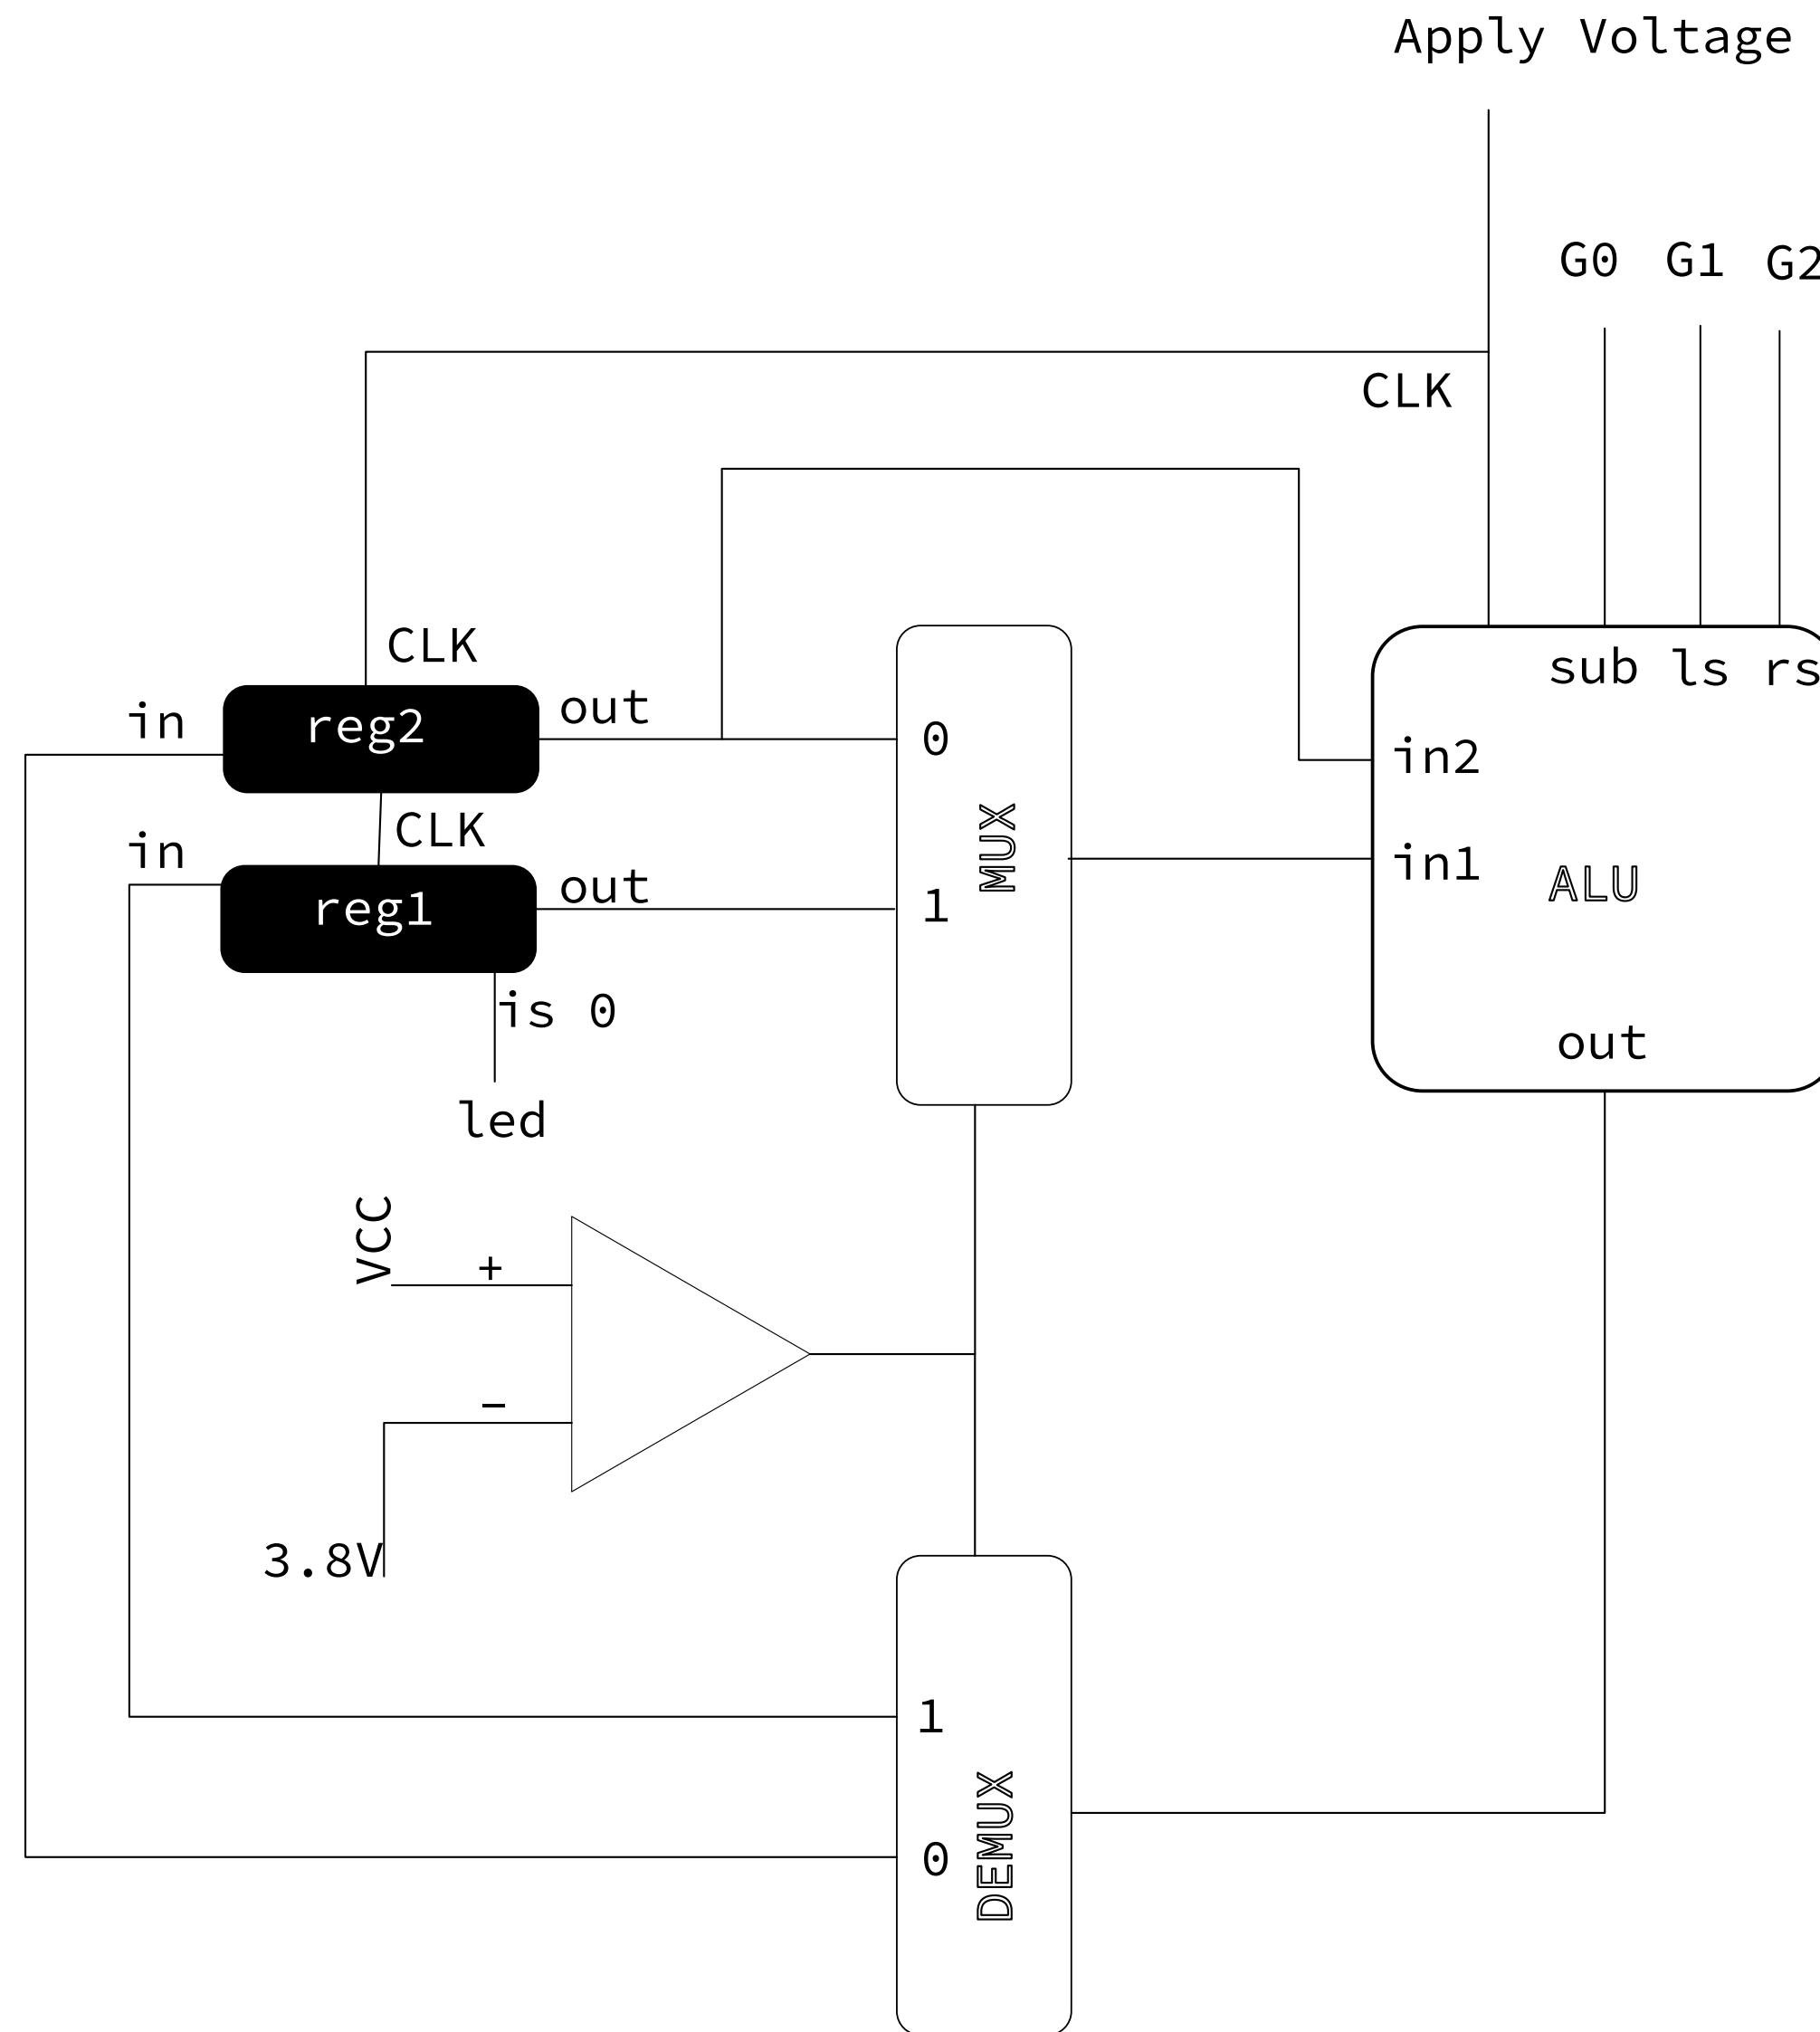 Apply Voltage
G0 G1 G2
CLK
CLK
sub ls rs
in
reg2
out
0
in2
MUX
CLK
in
reg1
out
1
in1
ALU
is 0
out
led
VCC
+
−
3.8V
1
DEMUX
0